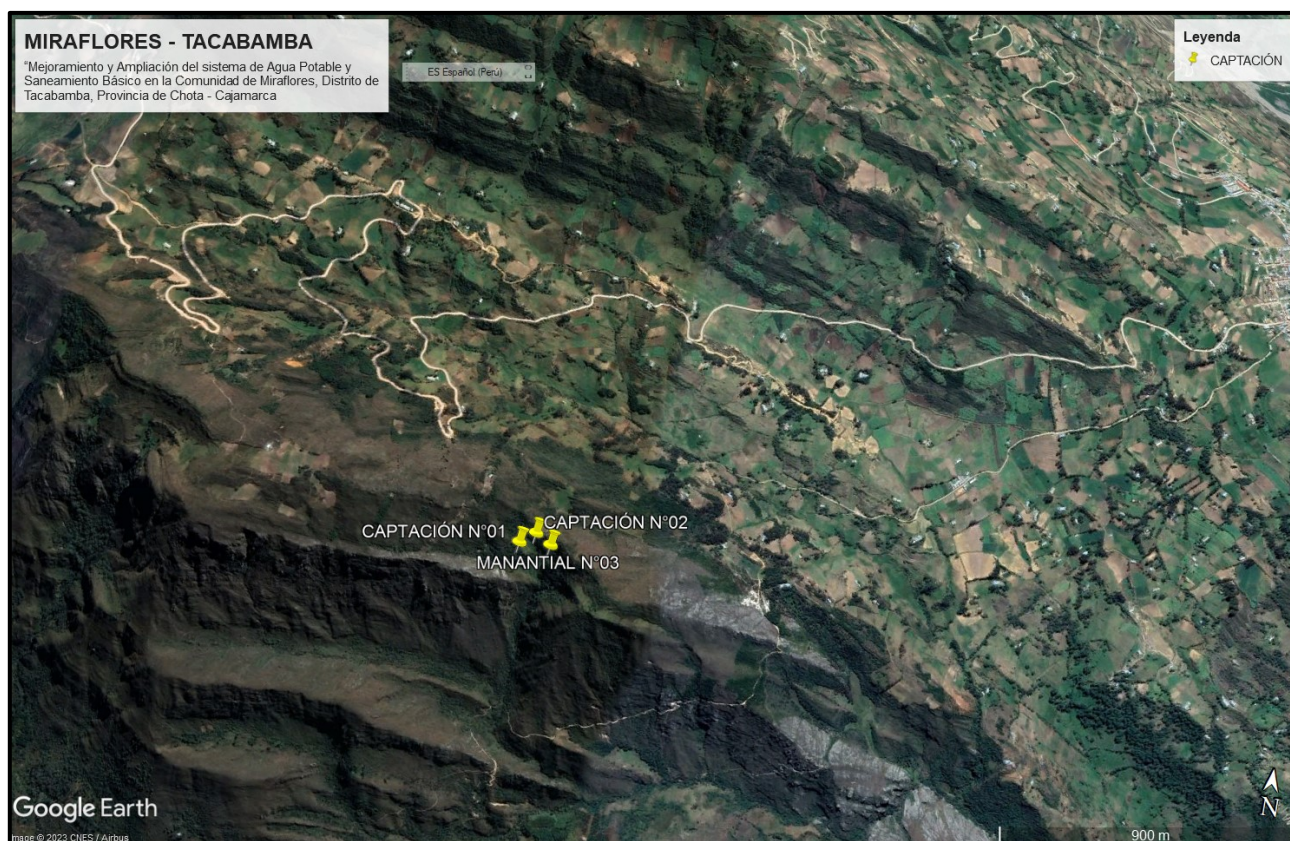 MIRAFLORES - TACABAMBA
"Mejoramiento y Ampliación del sistema de Agua Potable y
Saneamiento Básico en la Comunidad de Miraflores, Distrito de
Tacabamba, Provincia de Chota - Cajamarca
ES Español (Perú)
Leyenda
CAPTACIÓN
CAPTACIÓN N°01
CAPTACIÓN N°02
MANANTIAL N°03
Google Earth
Image © 2023 CNES / Airbus
N
900 m